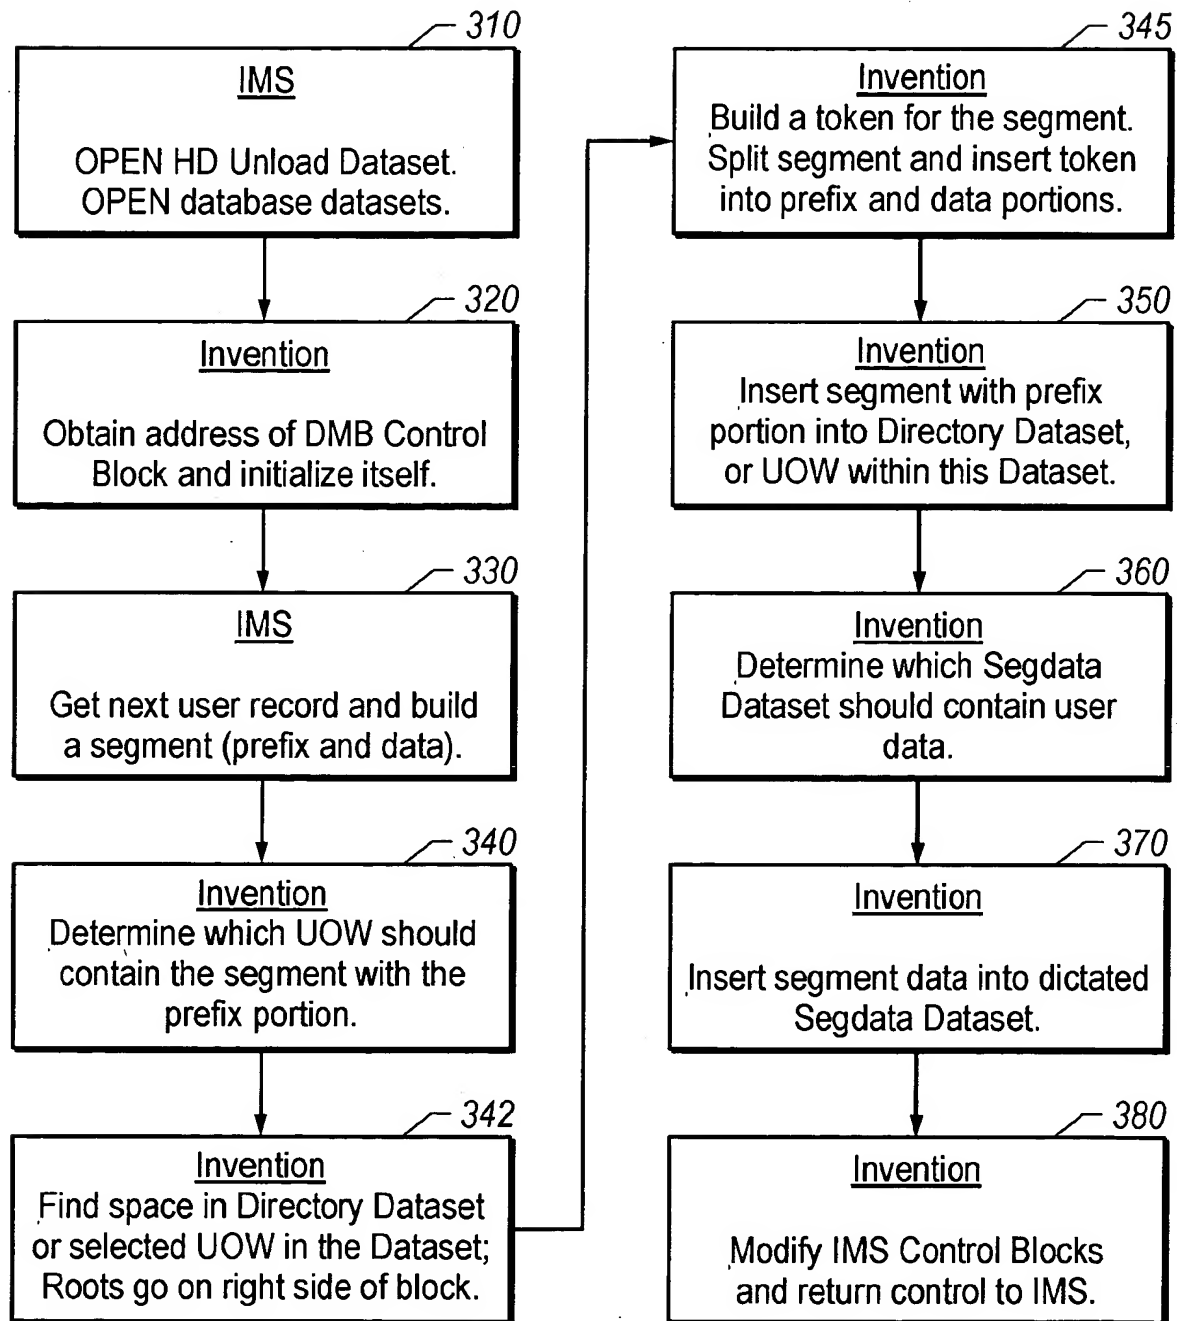 310
IMS
OPEN HD Unload Dataset.
OPEN database datasets.
320
Invention
Obtain address of DMB Control
Block and initialize itself.
330
IMS
Get next user record and build
a segment (prefix and data).
340
Invention
Determine which UOW should
contain the segment with the
prefix portion.
342
Invention
Find space in Directory Dataset
or selected UOW in the Dataset;
Roots go on right side of block.
345
Invention
Build a token for the segment.
Split segment and insert token
into prefix and data portions.
350
Invention
Insert segment with prefix
portion into Directory Dataset,
or UOW within this Dataset.
360
Invention
Determine which Segdata
Dataset should contain user
data.
370
Invention
Insert segment data into dictated
Segdata Dataset.
380
Invention
Modify IMS Control Blocks
and return control to IMS.